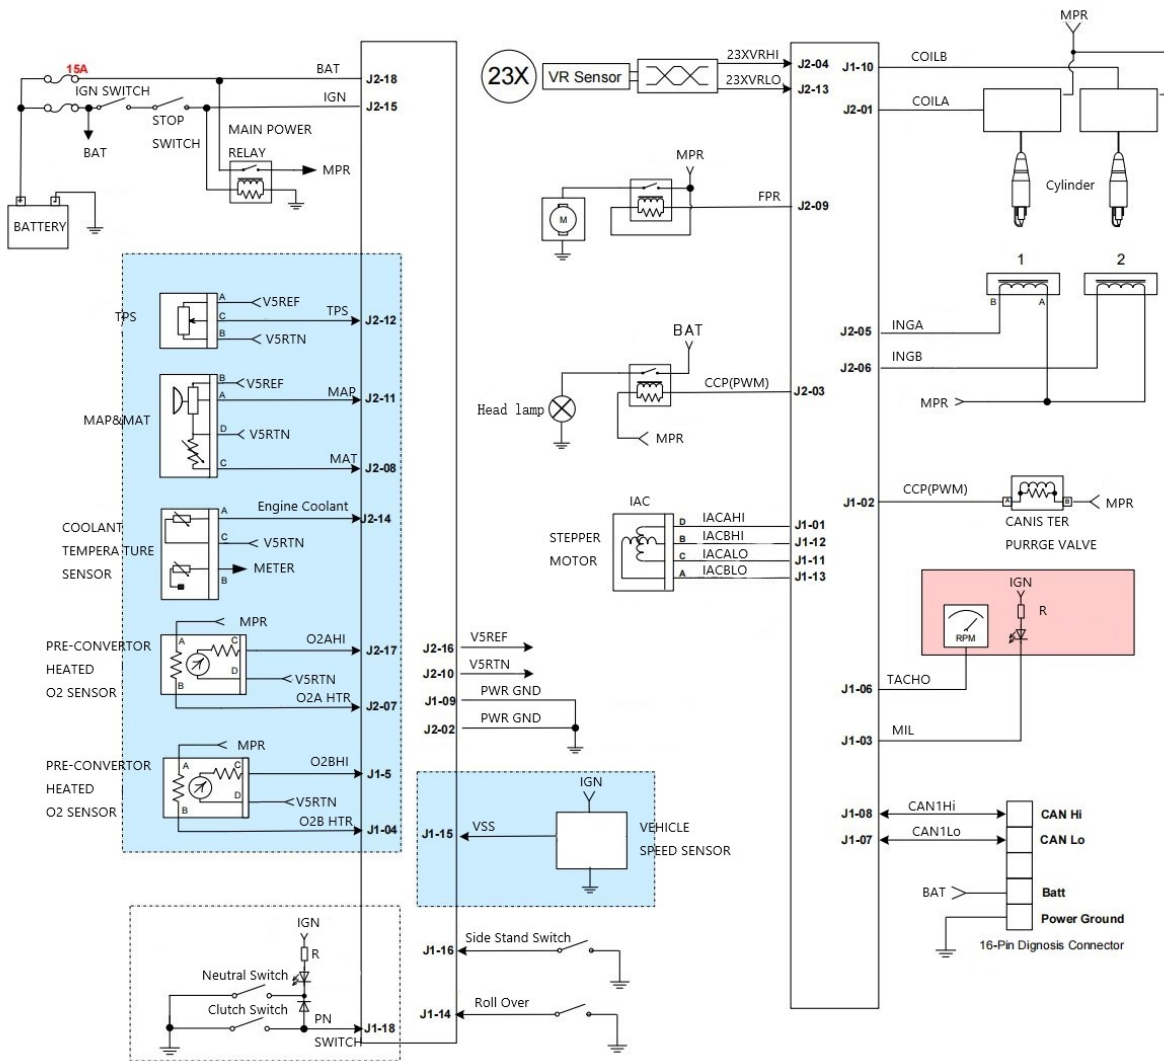 15A
BAT
J2-18
IGN SWITCH
IGN
J2-15
STOP
SWITCH
BAT
MAIN POWER
RELAY
MPR
BATTERY
TPS
A
V5REF
C
TPS
J2-12
B
V5RTN
MAP&MAT
B
V5REF
A
MAP
J2-11
D
V5RTN
C
MAT
J2-08
COOLANT
TEMPERA TURE
SENSOR
A
Engine Coolant
J2-14
C
V5RTN
METER
B
PRE-CONVERTOR
HEATED
O2 SENSOR
MPR
A
C
O2AHI
J2-17
D
V5RTN
B
O2A HTR
J2-07
PRE-CONVERTOR
HEATED
O2 SENSOR
MPR
A
C
O2BHI
J1-5
D
V5RTN
B
O2B HTR
J1-04
IGN
R
Neutral Switch
Clutch Switch
PN
SWITCH
J1-18
J2-16
V5REF
J2-10
V5RTN
J1-09
PWR GND
J2-02
PWR GND
IGN
J1-15
VSS
VEHICLE
SPEED SENSOR
J1-16
Side Stand Switch
J1-14
Roll Over
23X
VR Sensor
23XVRHI
J2-04
23XVRLO
J2-13
MPR
M
FPR
J2-09
BAT
Head lamp
CCP(PWM)
J2-03
MPR
IAC
STEPPER
MOTOR
D
IACAHI
J1-01
B
IACBHI
J1-12
C
IACALO
J1-11
A
IACBLO
J1-13
MPR
J1-10
COILB
J2-01
COILA
Cylinder
1
2
B
A
J2-05
INGA
J2-06
INGB
MPR
J1-02
CCP(PWM)
A
B
MPR
CANIS TER
PURRGE VALVE
IGN
R
RPM
J1-06
TACHO
J1-03
MIL
J1-08
CAN1Hi
CAN Hi
J1-07
CAN1Lo
CAN Lo
BAT
Batt
Power Ground
16-Pin Dignosis Connector